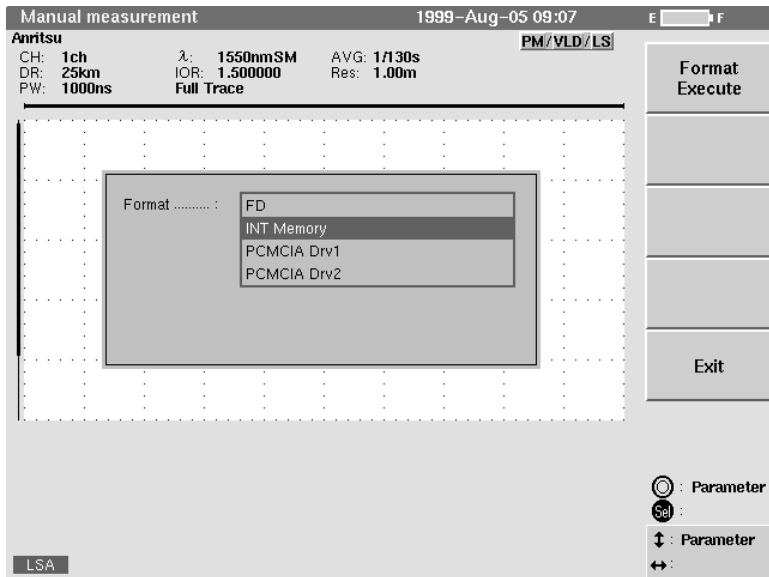 Manual measurement 1999-Aug-05 09:07 E F
Anritsu PM/VLD/LS
CH: 1ch λ: 1550nmSM AVG: 1/130s
DR: 25km IOR: 1.500000 Res: 1.00m
PW: 1000ns Full Trace
Format Execute
Format ......... : FD
INT Memory
PCMCIA Drv1
PCMCIA Drv2
Exit
: Parameter
Sel :
↕ : Parameter
↔ :
LSA